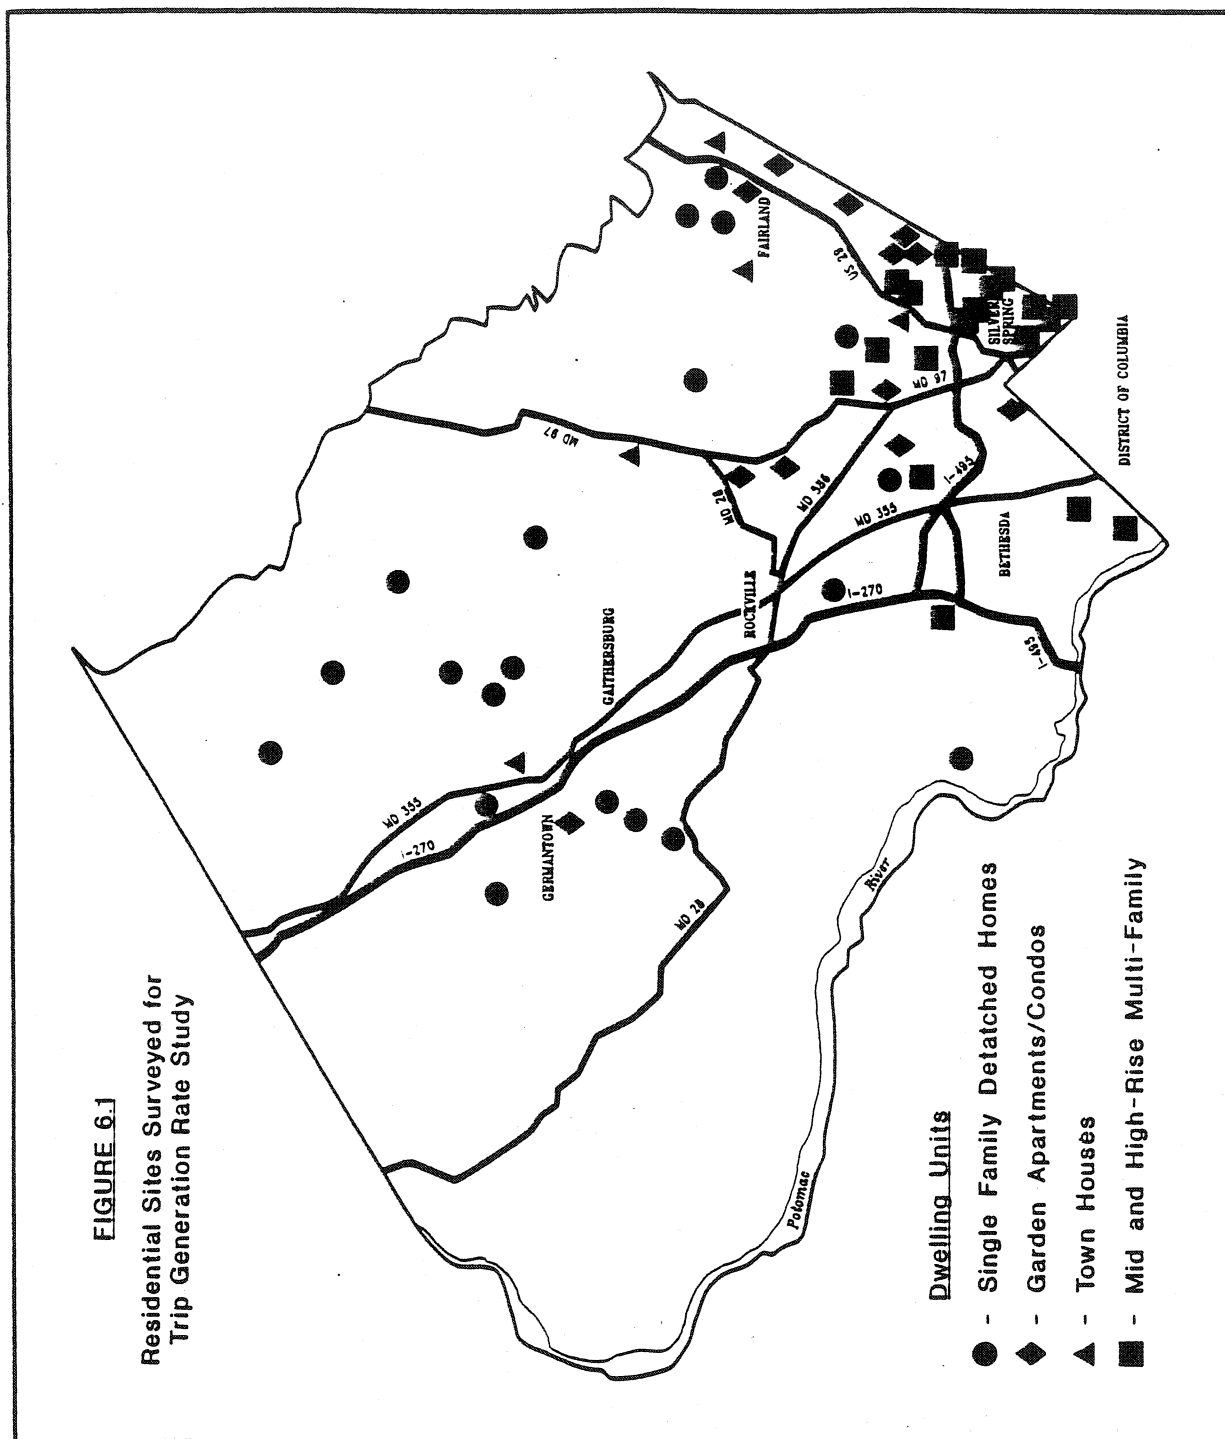 FIGURE 6.1
Residential Sites Surveyed for
Trip Generation Rate Study
MD 355
I-270
GERMANTOWN
GAITHERSBURG
MD 28
MD 97
MD 28
ROCKVILLE
MD 586
MD 355
I-270
I-495
BETHESDA
I-495
MD 97
US 29
FAIRLAND
SILVER
SPRING
DISTRICT OF COLUMBIA
Potomac
River
Dwelling Units
- Single Family Detatched Homes
- Garden Apartments/Condos
- Town Houses
- Mid and High-Rise Multi-Family